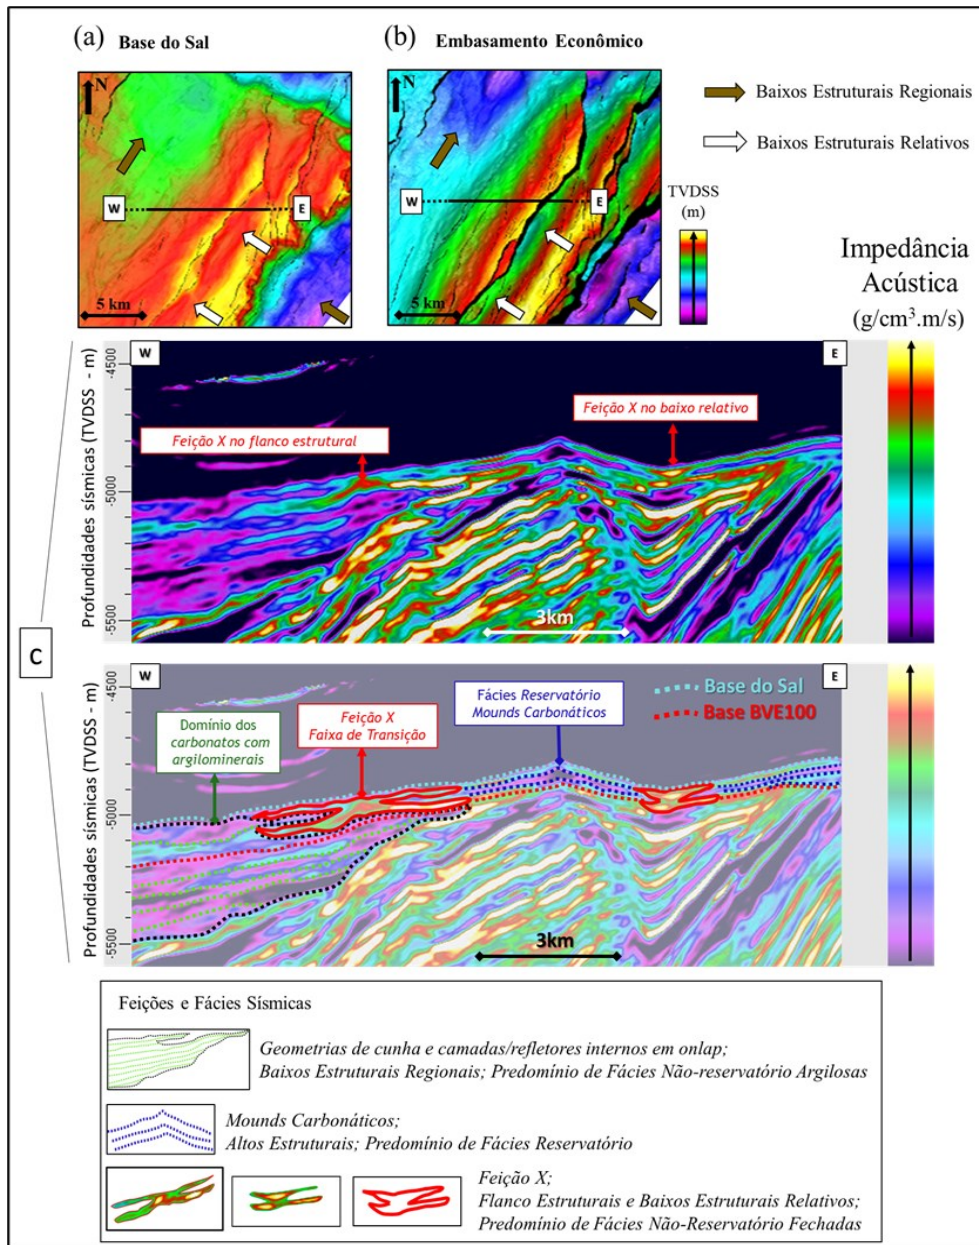 (a) Base do Sal
(b) Embasamento Econômico
N
W
E
5 km
N
W
E
5 km
Baixos Estruturais Regionais
Baixos Estruturais Relativos
TVDSS
(m)
Impedância
Acústica
(g/cm³.m/s)
C
Profundidades sísmicas (TVDSS - m)
-4500
-5000
-5500
W
E
Feição X no flanco estrutural
Feição X no baixo relativo
3km
Profundidades sísmicas (TVDSS - m)
-4500
-5000
-5500
W
E
Domínio dos
carbonatos com
argilominerais
Feição X
Faixa de Transição
Fácies Reservatório
Mounds Carbonáticos
Base do Sal
Base BVE100
3km
Feições e Fácies Sísmicas
Geometrias de cunha e camadas/refletores internos em onlap;
Baixos Estruturais Regionais; Predomínio de Fácies Não-reservatório Argilosas
Mounds Carbonáticos;
Altos Estruturais; Predomínio de Fácies Reservatório
Feição X;
Flanco Estruturais e Baixos Estruturais Relativos;
Predomínio de Fácies Não-Reservatório Fechadas